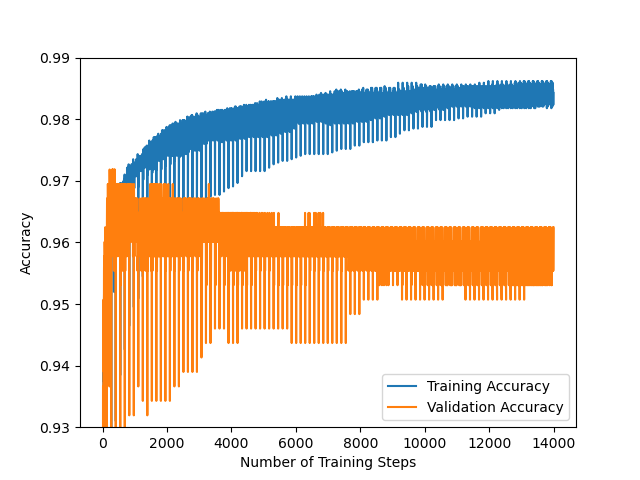 0.99
0.98
0.97
0.96
0.95
0.94
0.93
Accuracy
Training Accuracy
Validation Accuracy
0 2000 4000 6000 8000 10000 12000 14000
Number of Training Steps